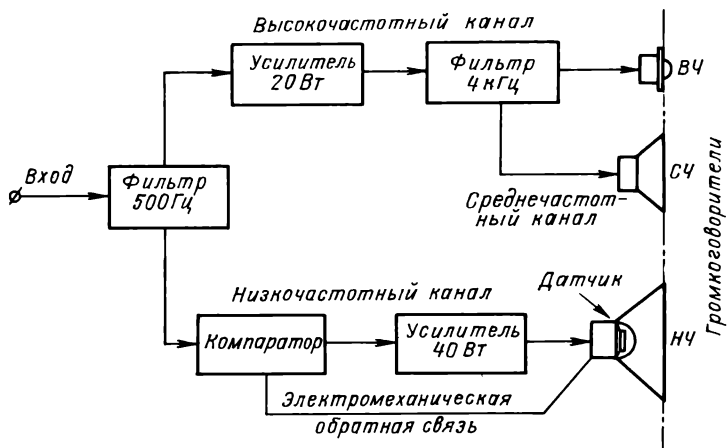 Высокочастотный канал
Усилитель
20 Вт
Фильтр
4 кГц
ВЧ
Вход
Фильтр
500 Гц
СЧ
Среднечастот-
ный канал
Громкоговорители
Низкочастотный канал
Датчик
Компаратор
Усилитель
40 Вт
НЧ
Электромеханическая
обратная связь